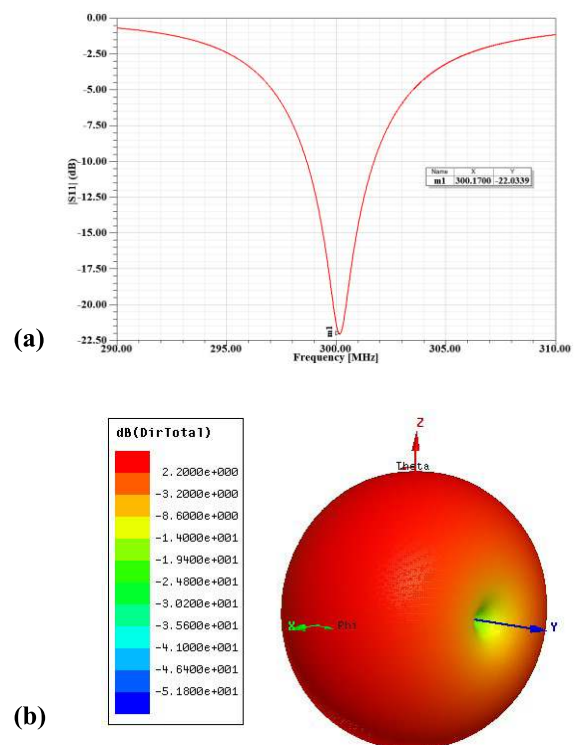 0.00
-2.50
-5.00
-7.50
-10.00
-12.50
-15.00
-17.50
-20.00
-22.50
|S11| (dB)
Name X Y
m1 300.1700 -22.0339
m1
290.00 295.00 300.00 305.00 310.00
Frequency [MHz]
(a)
dB(DirTotal)
2.2000e+000
-3.2000e+000
-8.6000e+000
-1.4000e+001
-1.9400e+001
-2.4800e+001
-3.0200e+001
-3.5600e+001
-4.1000e+001
-4.6400e+001
-5.1800e+001
Z
Theta
X
Phi
Y
(b)